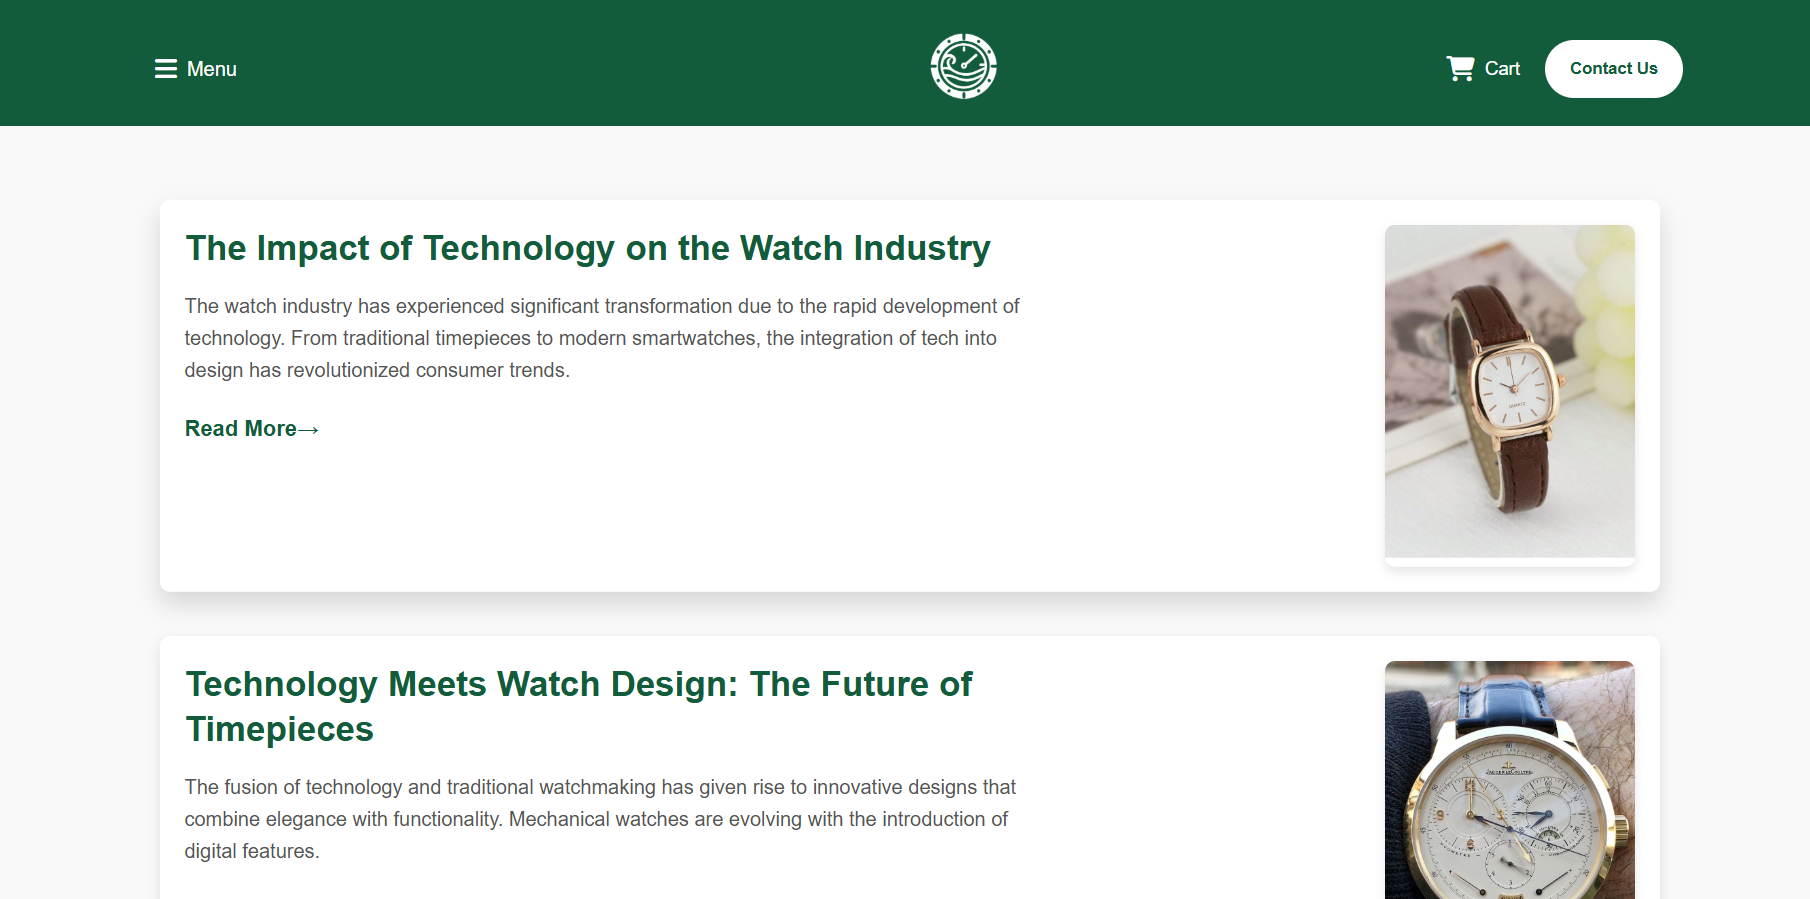 Menu
Cart
Contact Us
The Impact of Technology on the Watch Industry
The watch industry has experienced significant transformation due to the rapid development of
technology. From traditional timepieces to modern smartwatches, the integration of tech into
design has revolutionized consumer trends.
Read More→
QUARTZ
Technology Meets Watch Design: The Future of
Timepieces
The fusion of technology and traditional watchmaking has given rise to innovative designs that
combine elegance with functionality. Mechanical watches are evolving with the introduction of
digital features.
JAEGER-LECOULTRE